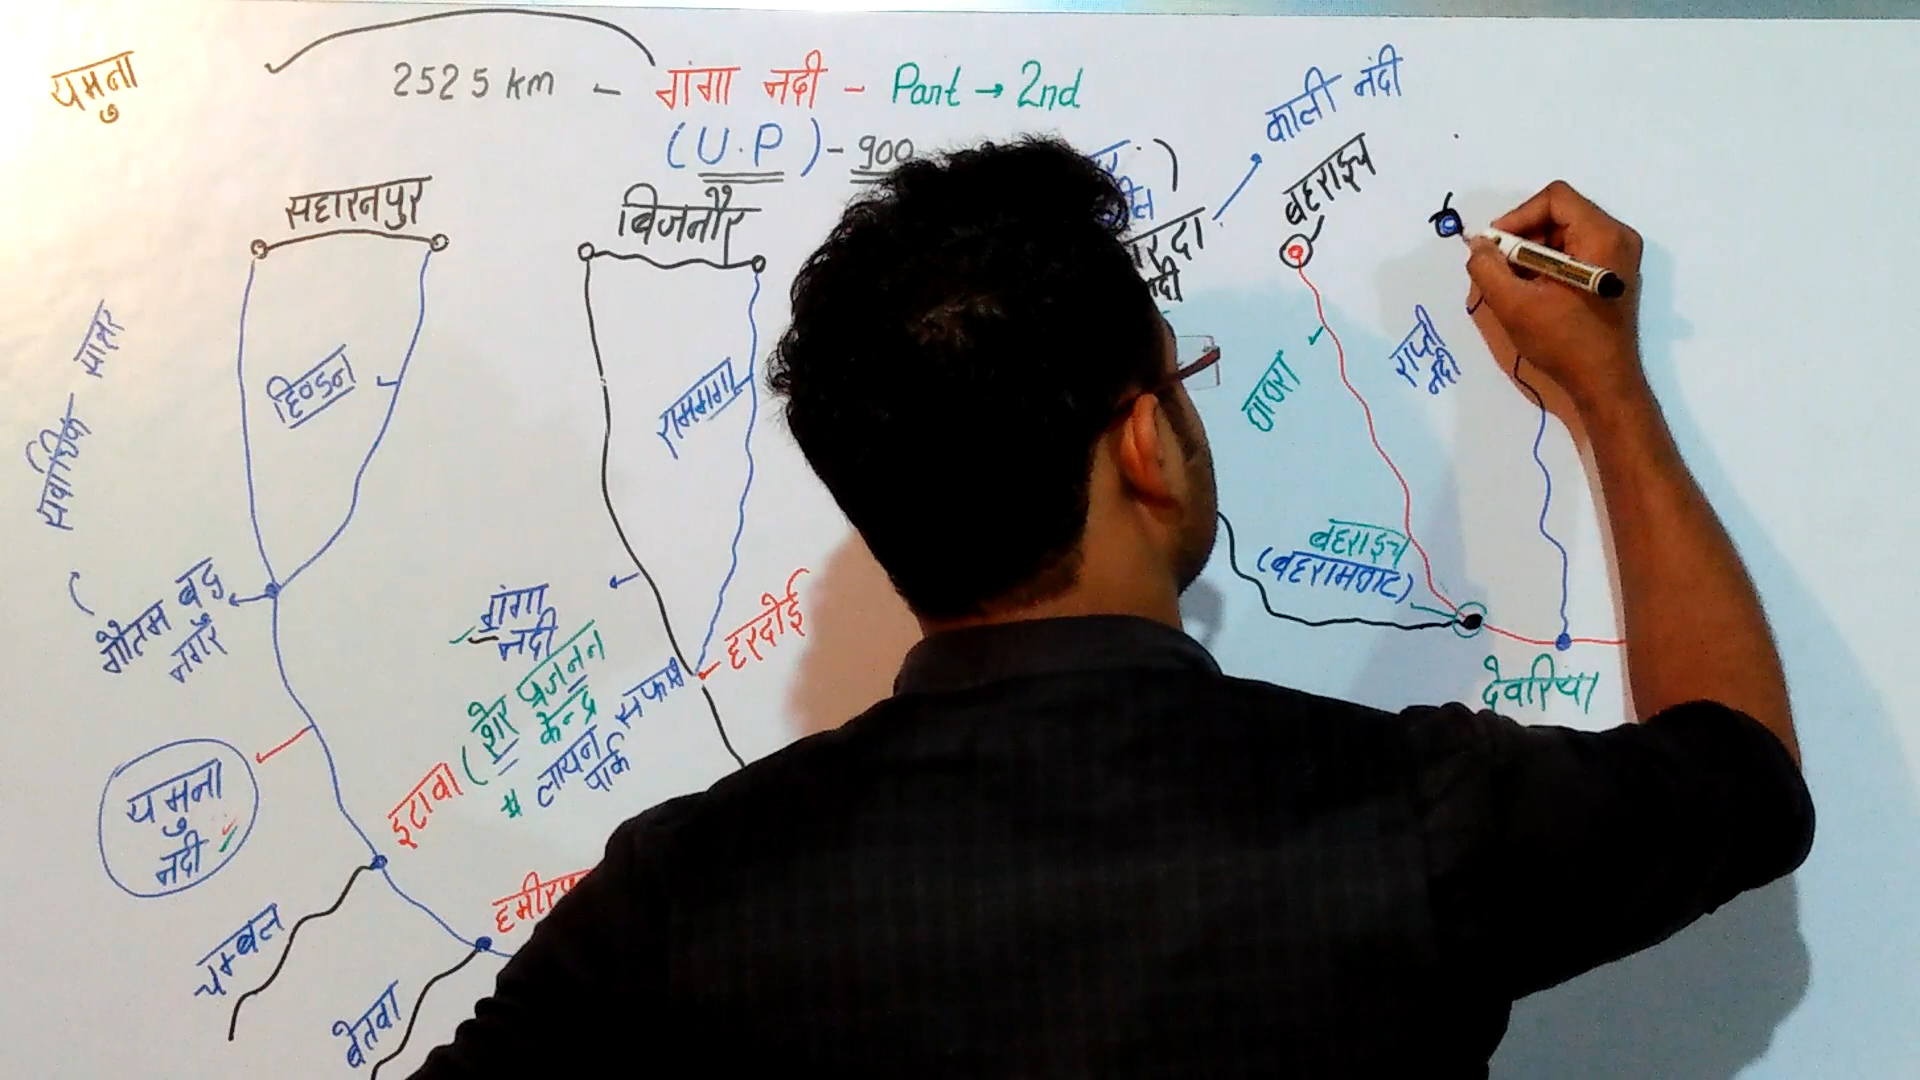 यमुना
2525 km - गंगा नदी - Part → 2nd
(U.P) - 900
काली नदी
सहारनपुर
बिजनौर
बहराइच
नदी
हिण्डन
रामगंगा
घाघरा
राप्ती
नदी
सर्वाधिक
गौतम बुद्ध
नगर
गंगा
नदी
हरदोई
बहराइच
(बहरामघाट)
देवरिया
यमुना
नदी
इटावा (शेर प्रजनन
केन्द्र
लायन सफारी
पार्क
चम्बल
बेतवा